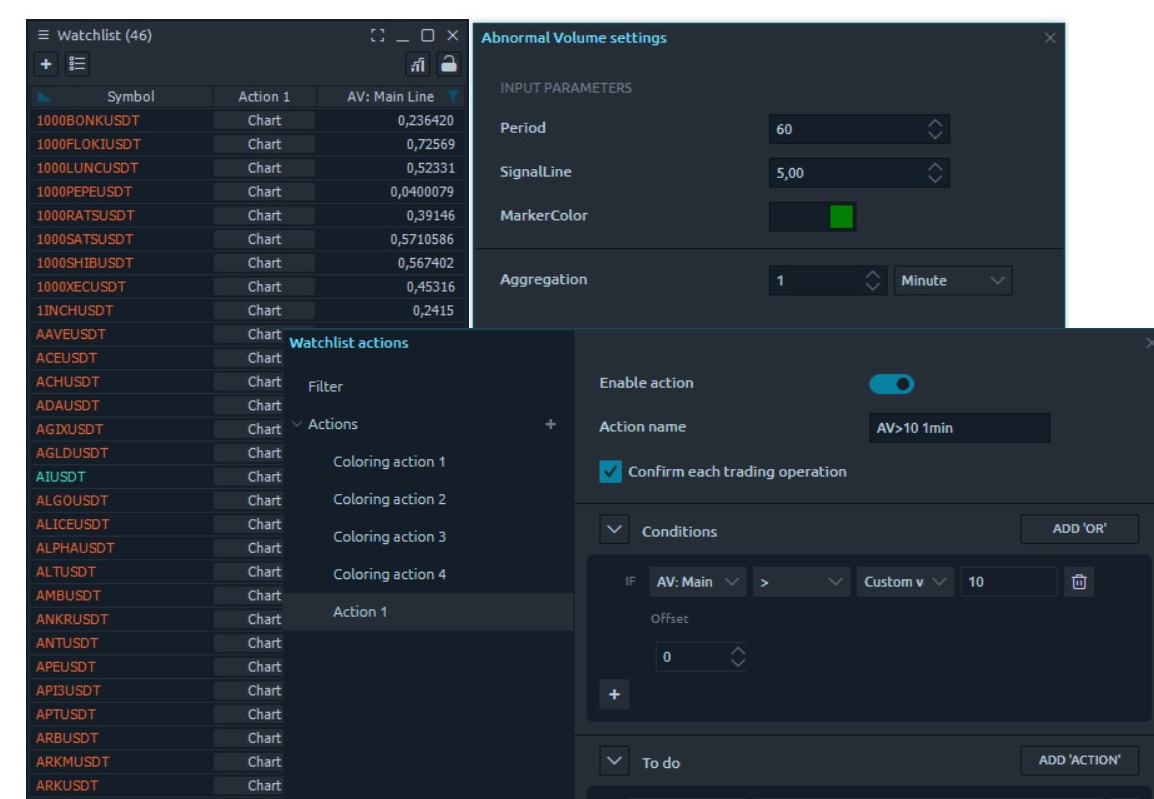 Watchlist (46)
Symbol Action 1 AV: Main Line
1000BONKUSDT Chart 0,236420
1000FLOKIUSDT Chart 0,72569
1000LUNCUSDT Chart 0,52331
1000PEPEUSDT Chart 0,0400079
1000RATSUSDT Chart 0,39146
1000SATSUSDT Chart 0,5710586
1000SHIBUSDT Chart 0,567402
1000XECUSDT Chart 0,45316
1INCHUSDT Chart 0,2415
AAVEUSDT Chart
ACEUSDT Chart
ACHUSDT Chart
ADAUSDT Chart
AGIXUSDT Chart
AGLDUSDT Chart
AIUSDT Chart
ALGOUSDT Chart
ALICEUSDT Chart
ALPHAUSDT Chart
ALTUSDT Chart
AMBUSDT Chart
ANKRUSDT Chart
ANTUSDT Chart
APEUSDT Chart
API3USDT Chart
APTUSDT Chart
ARBUSDT Chart
ARKMUSDT Chart
ARKUSDT Chart
Abnormal Volume settings
INPUT PARAMETERS
Period 60
SignalLine 5,00
MarkerColor
Aggregation 1 Minute
Watchlist actions
Filter
Actions
Coloring action 1
Coloring action 2
Coloring action 3
Coloring action 4
Action 1
Enable action
Action name AV>10 1min
Confirm each trading operation
Conditions ADD 'OR'
IF AV: Main > Custom v 10
Offset
0
To do ADD 'ACTION'